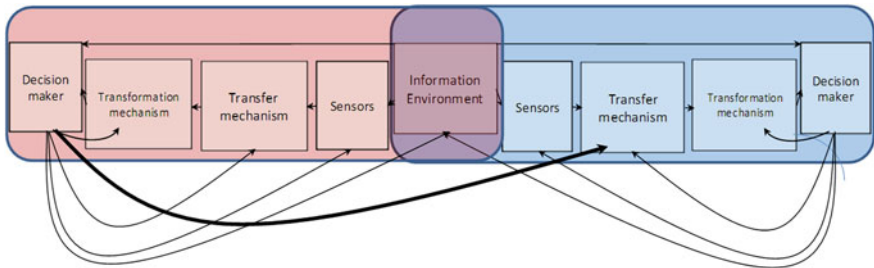 Decision
maker
Transformation
mechanism
Transfer
mechanism
Sensors
Information
Environment
Sensors
Transfer
mechanism
Transformation
mechanism
Decision
maker